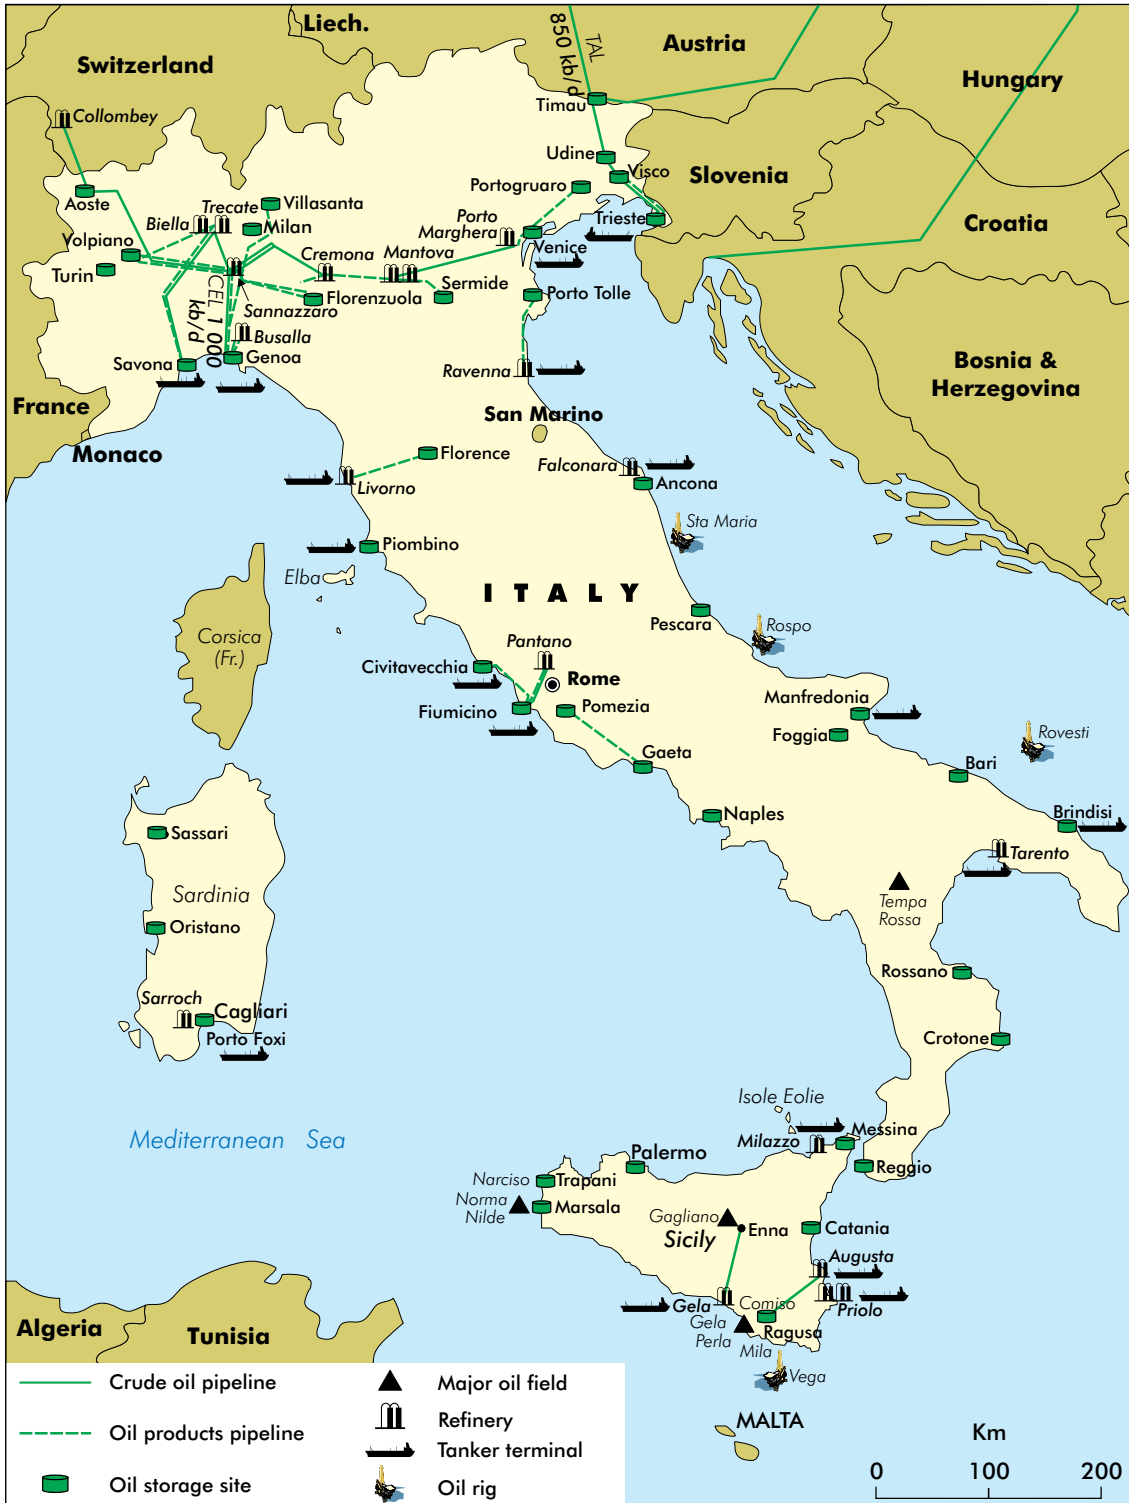 Liech.
Austria
Switzerland
Hungary
TAL
850 kb/d
Timau
Collombey
Udine
Visco
Slovenia
Portogruaro
Aoste
Trecate
Villasanta
Biella
Milan
Porto
Marghera
Trieste
Croatia
Volpiano
Cremona
Mantova
Venice
Turin
Sermide
CEL 1 000
kb/d
Sannazzaro
Florenzuola
Porto Tolle
Busalla
Savona
Genoa
Ravenna
Bosnia &
Herzegovina
France
San Marino
Monaco
Florence
Falconara
Livorno
Ancona
Sta Maria
Piombino
Elba
ITALY
Pescara
Rospo
Corsica
(Fr.)
Pantano
Civitavecchia
Rome
Manfredonia
Fiumicino
Pomezia
Foggia
Rovesti
Gaeta
Bari
Naples
Brindisi
Sassari
Tarento
Sardinia
Tempa
Rossa
Oristano
Rossano
Sarroch
Cagliari
Porto Foxi
Crotone
Isole Eolie
Mediterranean Sea
Milazzo
Messina
Palermo
Reggio
Narciso
Trapani
Norma
Nilde
Marsala
Gagliano
Enna
Catania
Sicily
Augusta
Gela
Comiso
Priolo
Gela
Perla
Ragusa
Mila
Algeria
Tunisia
Vega
Crude oil pipeline
Major oil field
Oil products pipeline
Refinery
MALTA
Tanker terminal
Km
Oil storage site
Oil rig
0 100 200